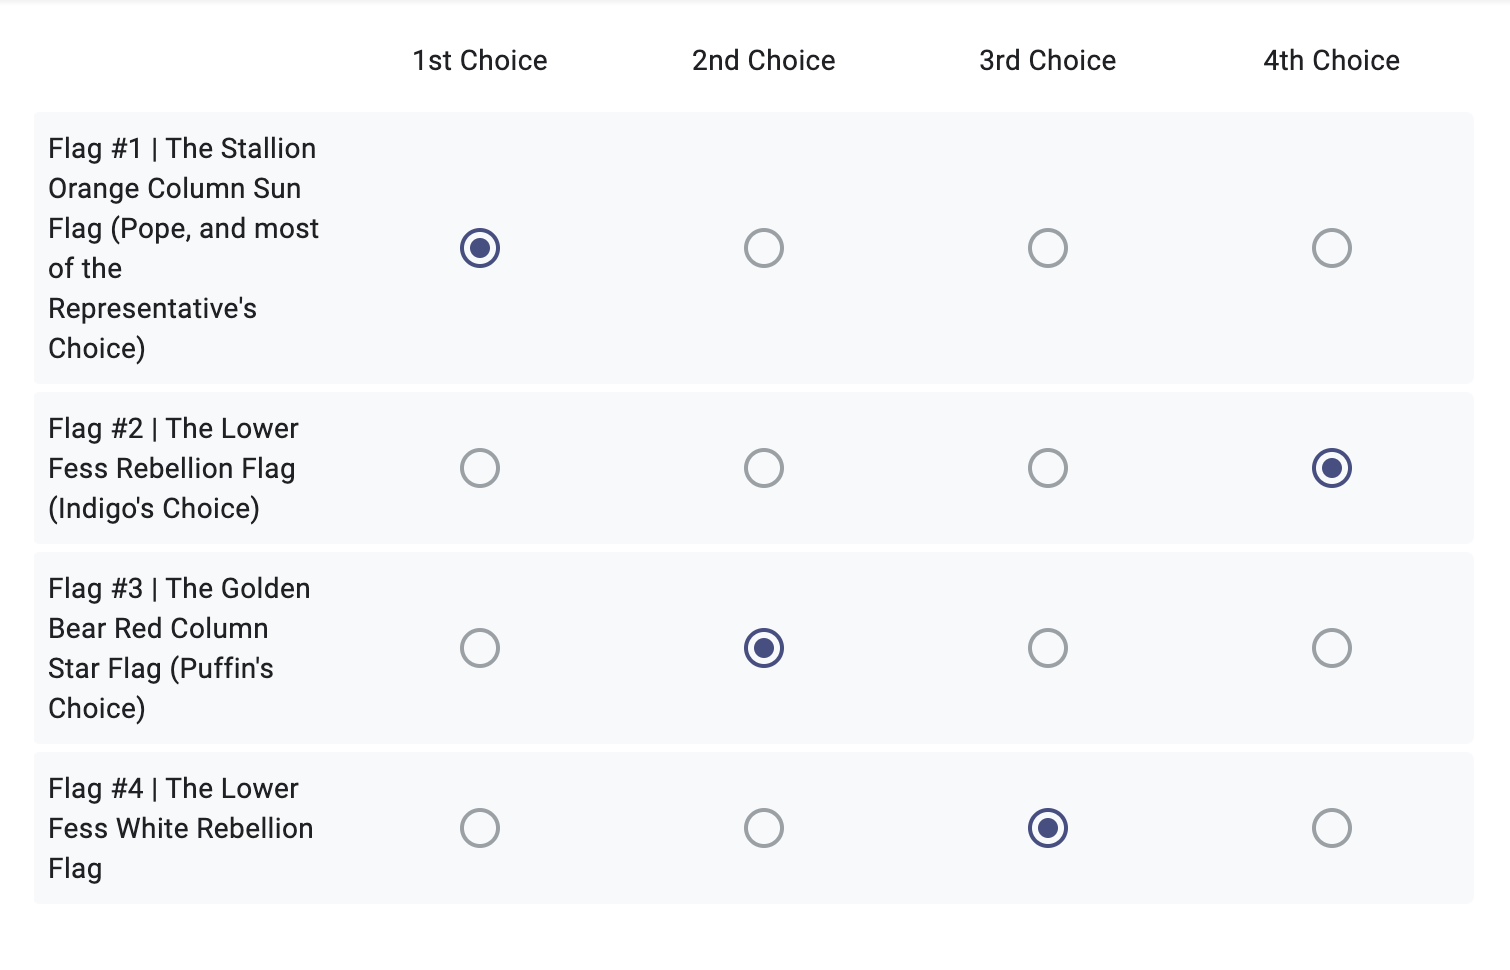 1st Choice 2nd Choice 3rd Choice 4th Choice
Flag #1 | The Stallion
Orange Column Sun
Flag (Pope, and most
of the
Representative's
Choice)
Flag #2 | The Lower
Fess Rebellion Flag
(Indigo's Choice)
Flag #3 | The Golden
Bear Red Column
Star Flag (Puffin's
Choice)
Flag #4 | The Lower
Fess White Rebellion
Flag